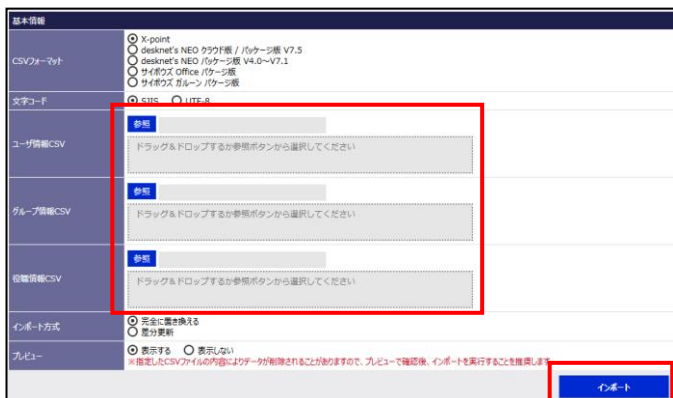 基本情報
CSVフォーマット
X-point
desknet's NEO クラウド版 / パッケージ版 V7.5
desknet's NEO パッケージ版 V4.0～V7.1
サイボウズ Office パケージ版
サイボウズ ガルーン パケージ版
文字コード
SJIS UTF-8
ユーザ情報CSV
参照
ドラッグ＆ドロップするか参照ボタンから選択してください
グループ情報CSV
参照
ドラッグ＆ドロップするか参照ボタンから選択してください
役職情報CSV
参照
ドラッグ＆ドロップするか参照ボタンから選択してください
インポート方式
完全に置き換える
差分更新
プレビュー
表示する 表示しない
※指定したCSVファイルの内容によりデータが削除されることがありますので、プレビューで確認後、インポートを実行することを推奨します
インポート